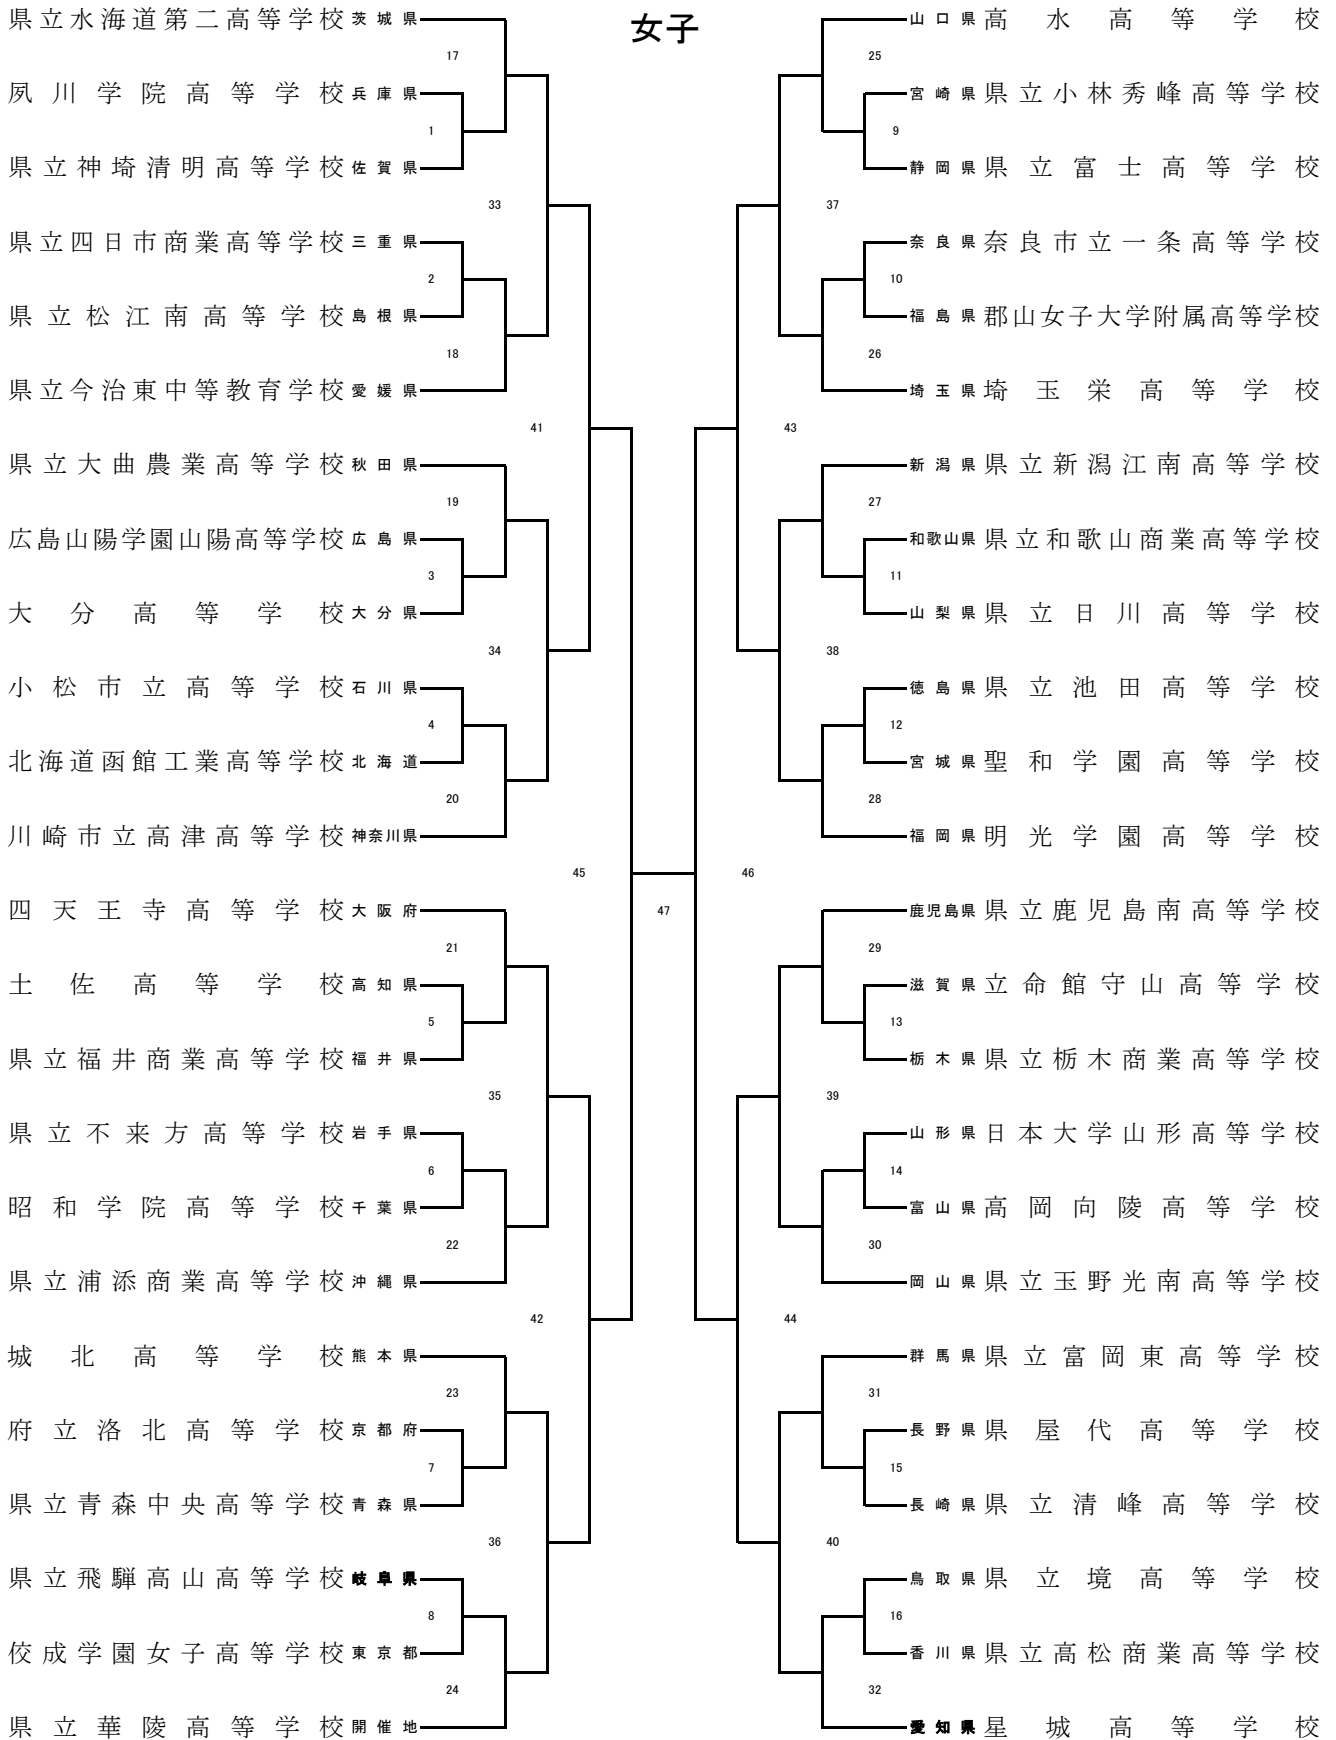 女子
県立水海道第二高等学校 茨城県
17
夙川学院高等学校 兵庫県
1
県立神埼清明高等学校 佐賀県
33
県立四日市商業高等学校 三重県
2
県立松江南高等学校 島根県
18
県立今治東中等教育学校 愛媛県
41
県立大曲農業高等学校 秋田県
19
広島山陽学園山陽高等学校 広島県
3
大分高等学校 大分県
34
小松市立高等学校 石川県
4
北海道函館工業高等学校 北海道
20
川崎市立高津高等学校 神奈川県
45
四天王寺高等学校 大阪府
21
土佐高等学校 高知県
5
県立福井商業高等学校 福井県
35
県立不来方高等学校 岩手県
6
昭和学院高等学校 千葉県
22
県立浦添商業高等学校 沖縄県
42
城北高等学校 熊本県
23
府立洛北高等学校 京都府
7
県立青森中央高等学校 青森県
36
県立飛騨高山高等学校 岐阜県
8
佼成学園女子高等学校 東京都
24
県立華陵高等学校 開催地
47
山口県 高水高等学校
25
宮崎県 県立小林秀峰高等学校
9
静岡県 県立富士高等学校
37
奈良県 奈良市立一条高等学校
10
福島県 郡山女子大学附属高等学校
26
埼玉県 埼玉栄高等学校
43
新潟県 県立新潟江南高等学校
27
和歌山県 県立和歌山商業高等学校
11
山梨県 県立日川高等学校
38
徳島県 県立池田高等学校
12
宮城県 聖和学園高等学校
28
福岡県 明光学園高等学校
46
鹿児島県 県立鹿児島南高等学校
29
滋賀県 立命館守山高等学校
13
栃木県 県立栃木商業高等学校
39
山形県 日本大学山形高等学校
14
富山県 高岡向陵高等学校
30
岡山県 県立玉野光南高等学校
44
群馬県 県立富岡東高等学校
31
長野県 県屋代高等学校
15
長崎県 県立清峰高等学校
40
鳥取県 県立境高等学校
16
香川県 県立高松商業高等学校
32
愛知県 星城高等学校